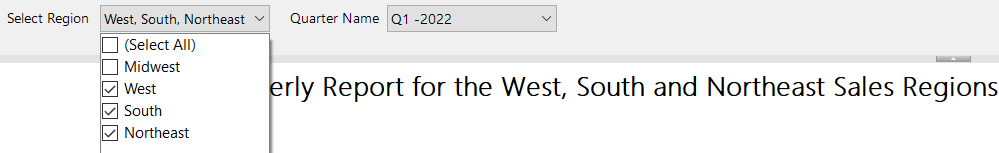 Select Region West, South, Northeast Quarter Name Q1 -2022
(Select All)
Midwest
West
erly Report for the West, South and Northeast Sales Regions
South
Northeast